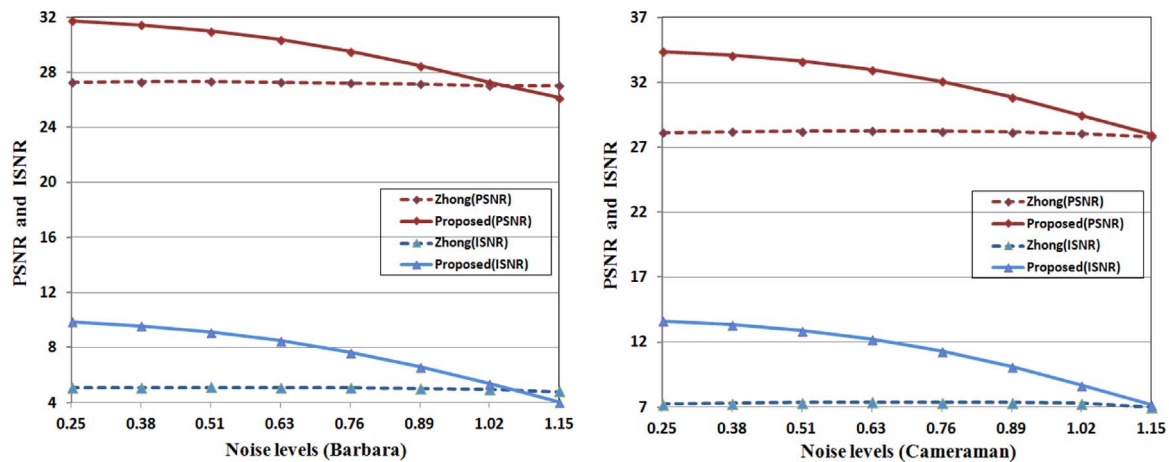 PSNR and ISNR
32
28
24
20
16
12
8
4
Zhong(PSNR)
Proposed(PSNR)
Zhong(ISNR)
Proposed(ISNR)
0.25 0.38 0.51 0.63 0.76 0.89 1.02 1.15
Noise levels (Barbara)
PSNR and ISNR
37
32
27
22
17
12
7
Zhong(PSNR)
Proposed(PSNR)
Zhong(ISNR)
Proposed(ISNR)
0.25 0.38 0.51 0.63 0.76 0.89 1.02 1.15
Noise levels (Cameraman)